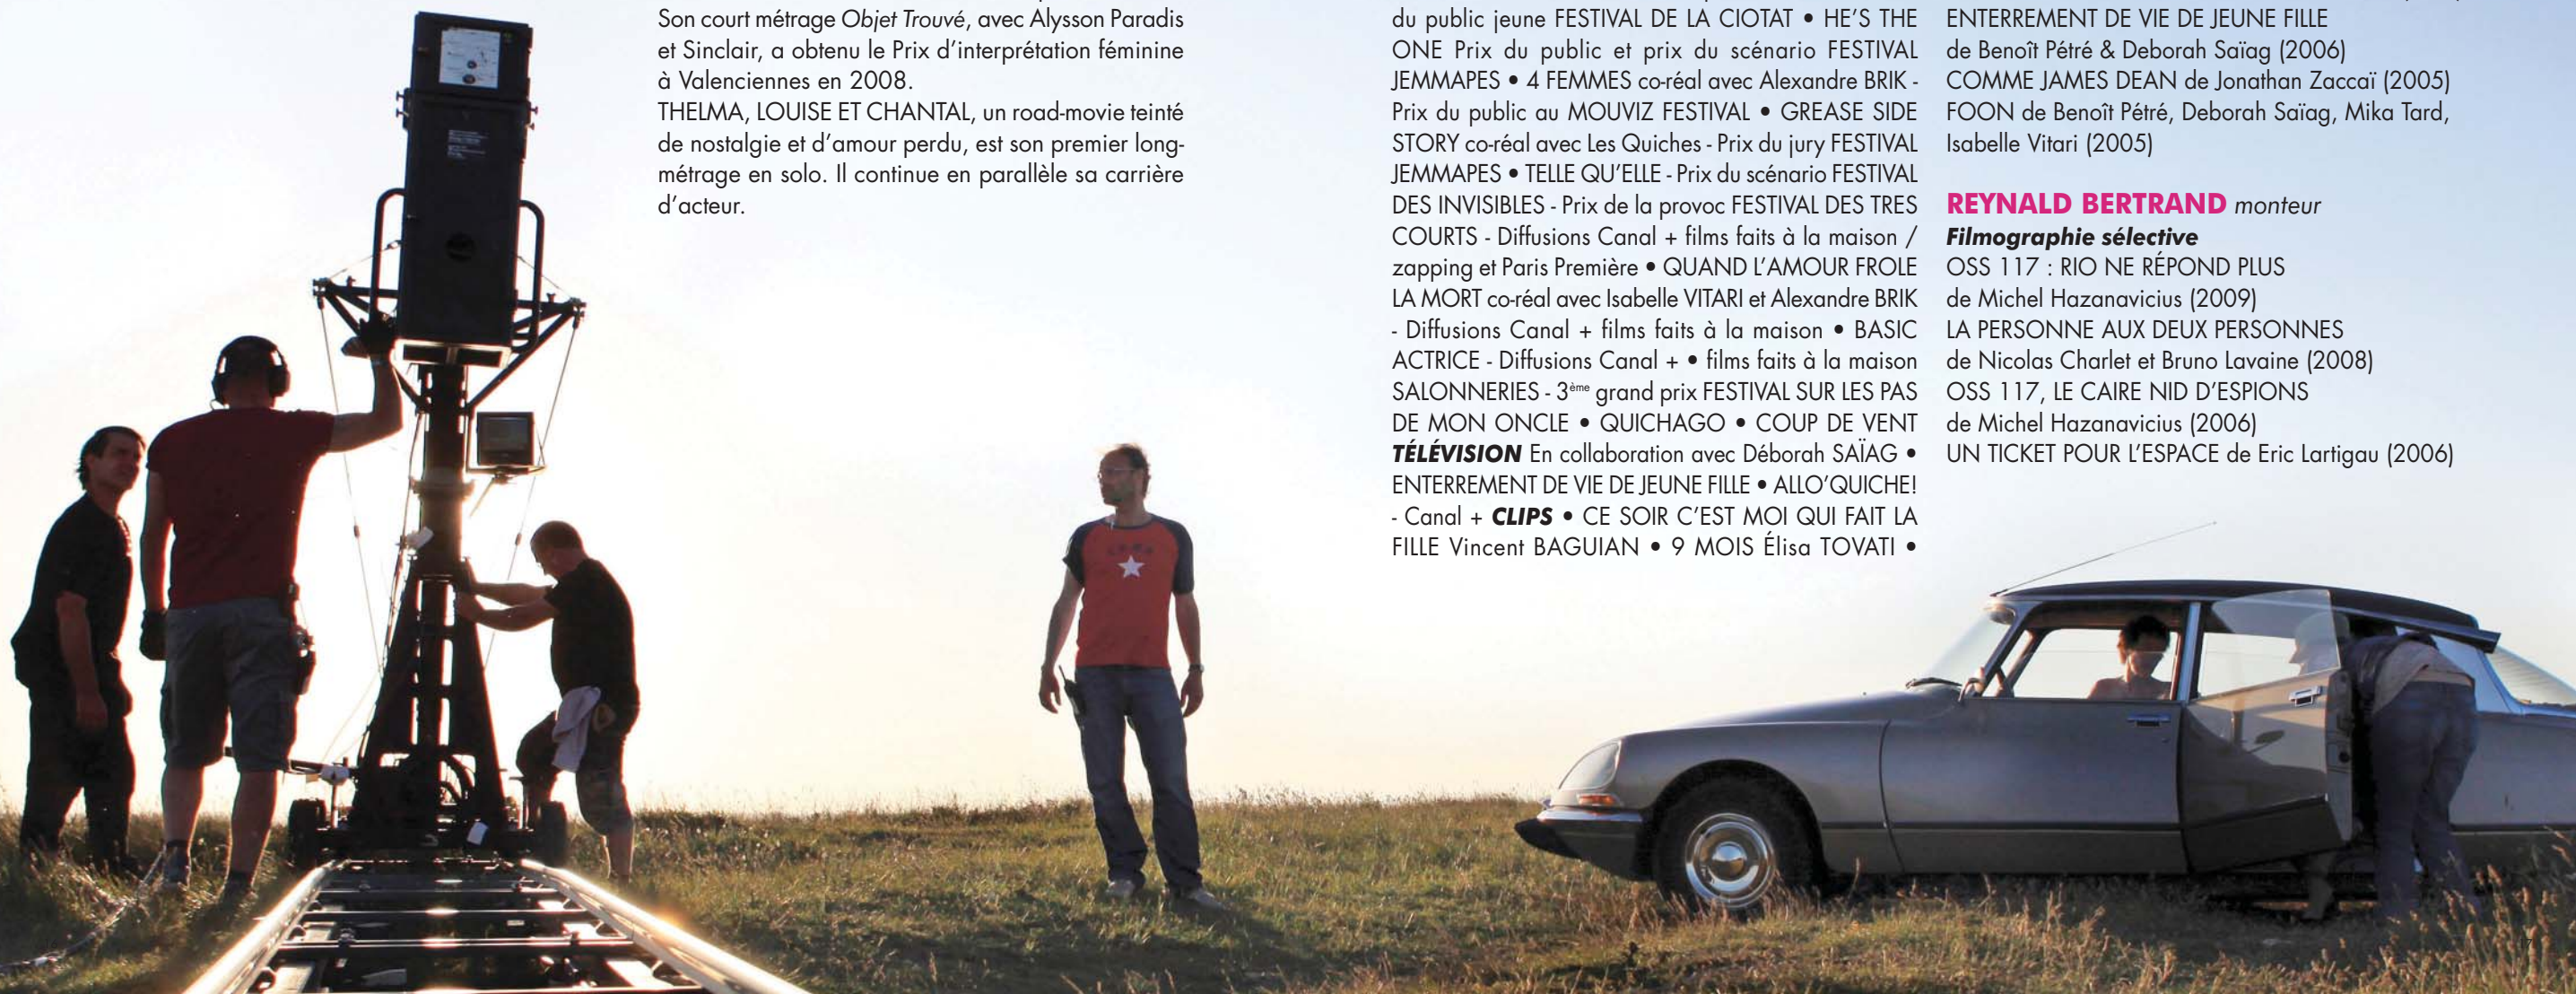 Son court métrage Objet Trouvé, avec Alysson Paradis
et Sinclair, a obtenu le Prix d'interprétation féminine
à Valenciennes en 2008.
THELMA, LOUISE ET CHANTAL, un road-movie teinté
de nostalgie et d'amour perdu, est son premier long-
métrage en solo. Il continue en parallèle sa carrière
d'acteur.
du public jeune FESTIVAL DE LA CIOTAT • HE'S THE
ONE Prix du public et prix du scénario FESTIVAL
JEMMAPES • 4 FEMMES co-réal avec Alexandre BRIK -
Prix du public au MOUVIZ FESTIVAL • GREASE SIDE
STORY co-réal avec Les Quiches - Prix du jury FESTIVAL
JEMMAPES • TELLE QU'ELLE - Prix du scénario FESTIVAL
DES INVISIBLES - Prix de la provoc FESTIVAL DES TRES
COURTS - Diffusions Canal + films faits à la maison /
zapping et Paris Première • QUAND L'AMOUR FROLE
LA MORT co-réal avec Isabelle VITARI et Alexandre BRIK
- Diffusions Canal + films faits à la maison • BASIC
ACTRICE - Diffusions Canal + • films faits à la maison
SALONNERIES - 3ème grand prix FESTIVAL SUR LES PAS
DE MON ONCLE • QUICHAGO • COUP DE VENT
TÉLÉVISION En collaboration avec Déborah SAÏAG •
ENTERREMENT DE VIE DE JEUNE FILLE • ALLO'QUICHE!
- Canal + CLIPS • CE SOIR C'EST MOI QUI FAIT LA
FILLE Vincent BAGUIAN • 9 MOIS Élisa TOVATI •
ENTERREMENT DE VIE DE JEUNE FILLE
de Benoît Pétré & Deborah Saïag (2006)
COMME JAMES DEAN de Jonathan Zaccaï (2005)
FOON de Benoît Pétré, Deborah Saïag, Mika Tard,
Isabelle Vitari (2005)
REYNALD BERTRAND monteur
Filmographie sélective
OSS 117 : RIO NE RÉPOND PLUS
de Michel Hazanavicius (2009)
LA PERSONNE AUX DEUX PERSONNES
de Nicolas Charlet et Bruno Lavaine (2008)
OSS 117, LE CAIRE NID D'ESPIONS
de Michel Hazanavicius (2006)
UN TICKET POUR L'ESPACE de Eric Lartigau (2006)